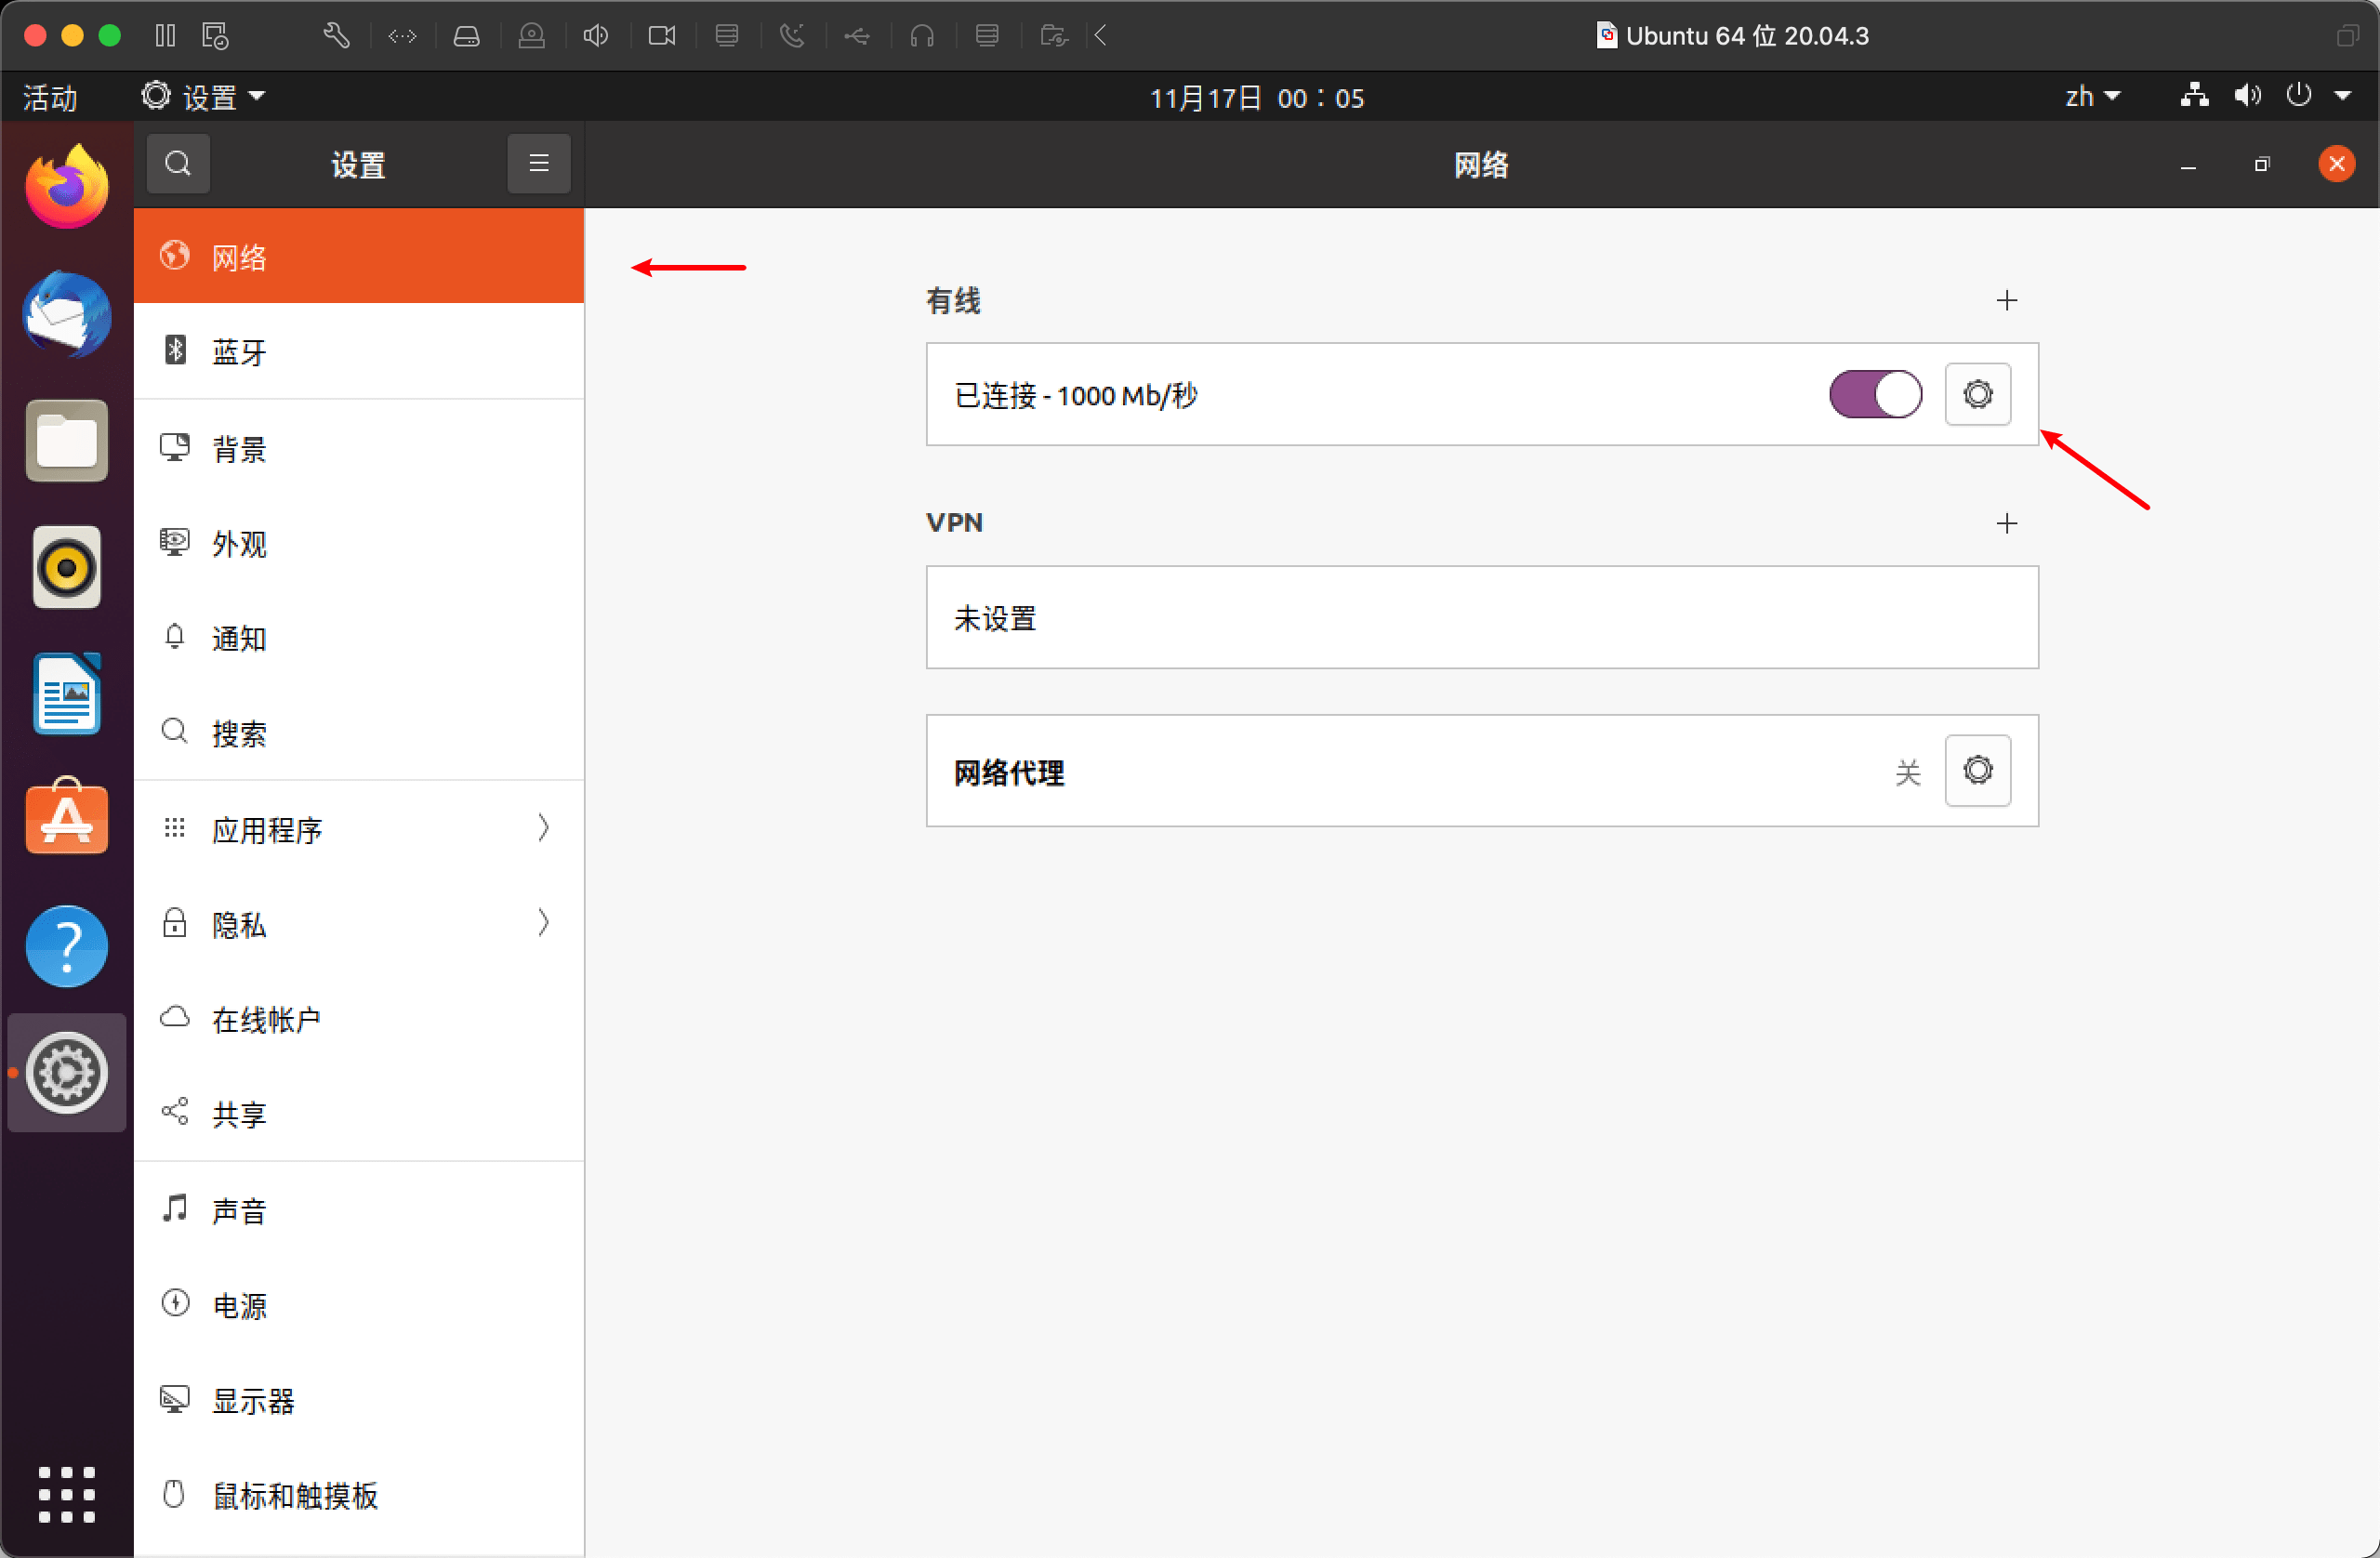 Ubuntu 64 位 20.04.3
活动
设置
11月17日 00：05
zh
设置
网络
网络
蓝牙
背景
外观
通知
搜索
应用程序
隐私
在线帐户
共享
声音
电源
显示器
鼠标和触摸板
有线
已连接 - 1000 Mb/秒
VPN
未设置
网络代理
关